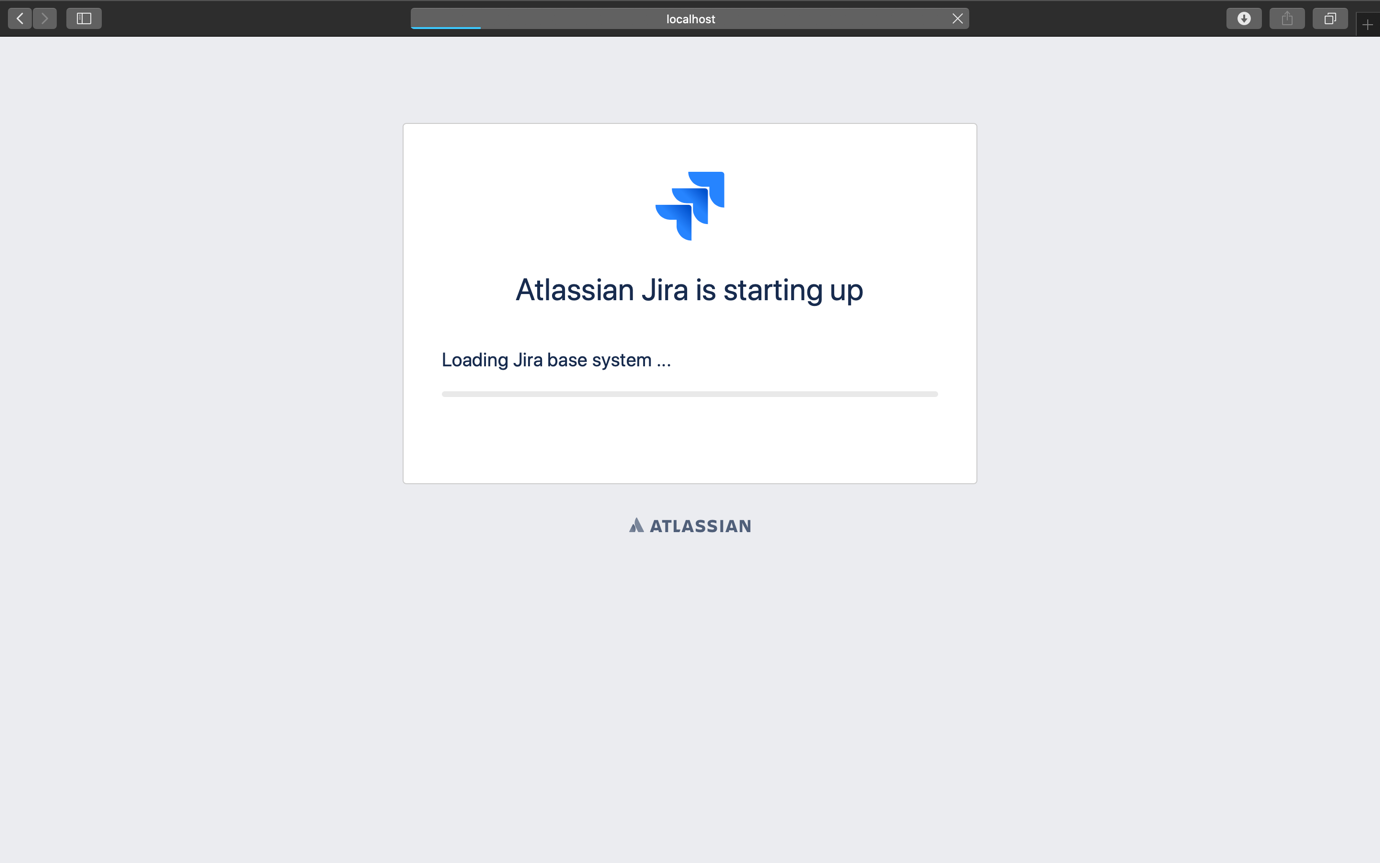 localhost
Atlassian Jira is starting up
Loading Jira base system ...
ATLASSIAN